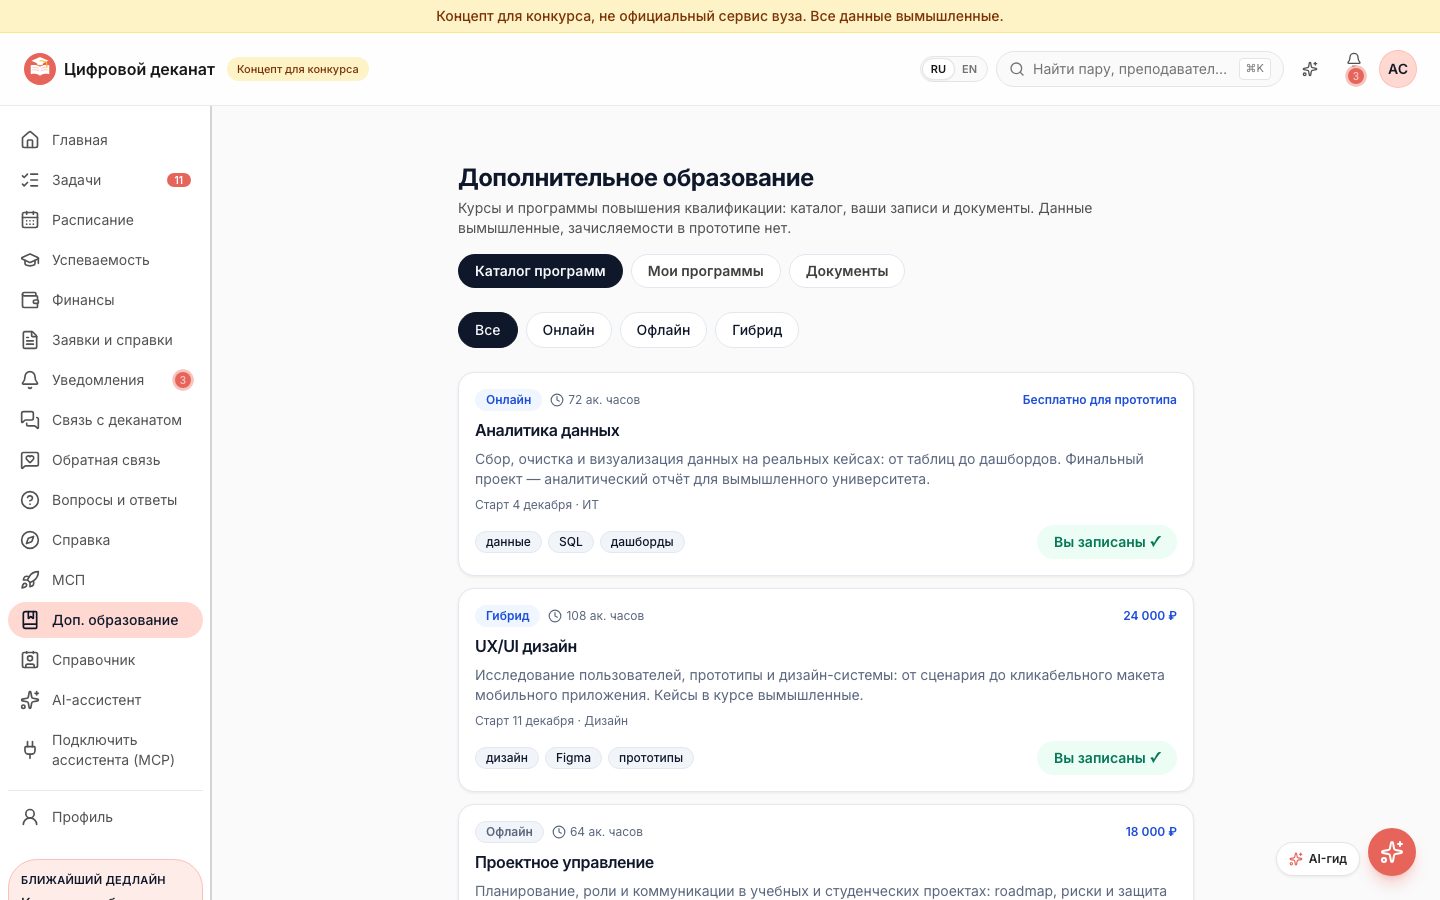 Концепт для конкурса, не официальный сервис вуза. Все данные вымышленные.
Цифровой деканат
Концепт для конкурса
RU EN
Найти пару, преподавател...
⌘K
3
АС
Главная
Задачи
11
Расписание
Успеваемость
Финансы
Заявки и справки
Уведомления
3
Связь с деканатом
Обратная связь
Вопросы и ответы
Справка
МСП
Доп. образование
Справочник
AI-ассистент
Подключить
ассистента (MCP)
Профиль
БЛИЖАЙШИЙ ДЕДЛАЙН
Дополнительное образование
Курсы и программы повышения квалификации: каталог, ваши записи и документы. Данные
вымышленные, зачисляемости в прототипе нет.
Каталог программ
Мои программы
Документы
Все
Онлайн
Офлайн
Гибрид
Онлайн
72 ак. часов
Бесплатно для прототипа
Аналитика данных
Сбор, очистка и визуализация данных на реальных кейсах: от таблиц до дашбордов. Финальный
проект — аналитический отчёт для вымышленного университета.
Старт 4 декабря · ИТ
данные
SQL
дашборды
Вы записаны ✓
Гибрид
108 ак. часов
24 000 ₽
UX/UI дизайн
Исследование пользователей, прототипы и дизайн-системы: от сценария до кликабельного макета
мобильного приложения. Кейсы в курсе вымышленные.
Старт 11 декабря · Дизайн
дизайн
Figma
прототипы
Вы записаны ✓
Офлайн
64 ак. часов
18 000 ₽
Проектное управление
Планирование, роли и коммуникации в учебных и студенческих проектах: roadmap, риски и защита
AI-гид